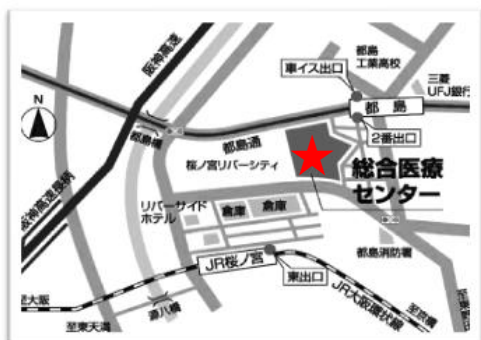 阪神高速
都島
工業高校
車イス出口
三菱
UFJ銀行
N
都島
都島橋
都島通
2番出口
桜ノ宮リバーシティ
総合医療
センター
リバーサイド
ホテル
倉庫
倉庫
都島消防署
JR桜ノ宮
東出口
至大阪
JR大阪環状線
至京橋
至東天満
源八橋